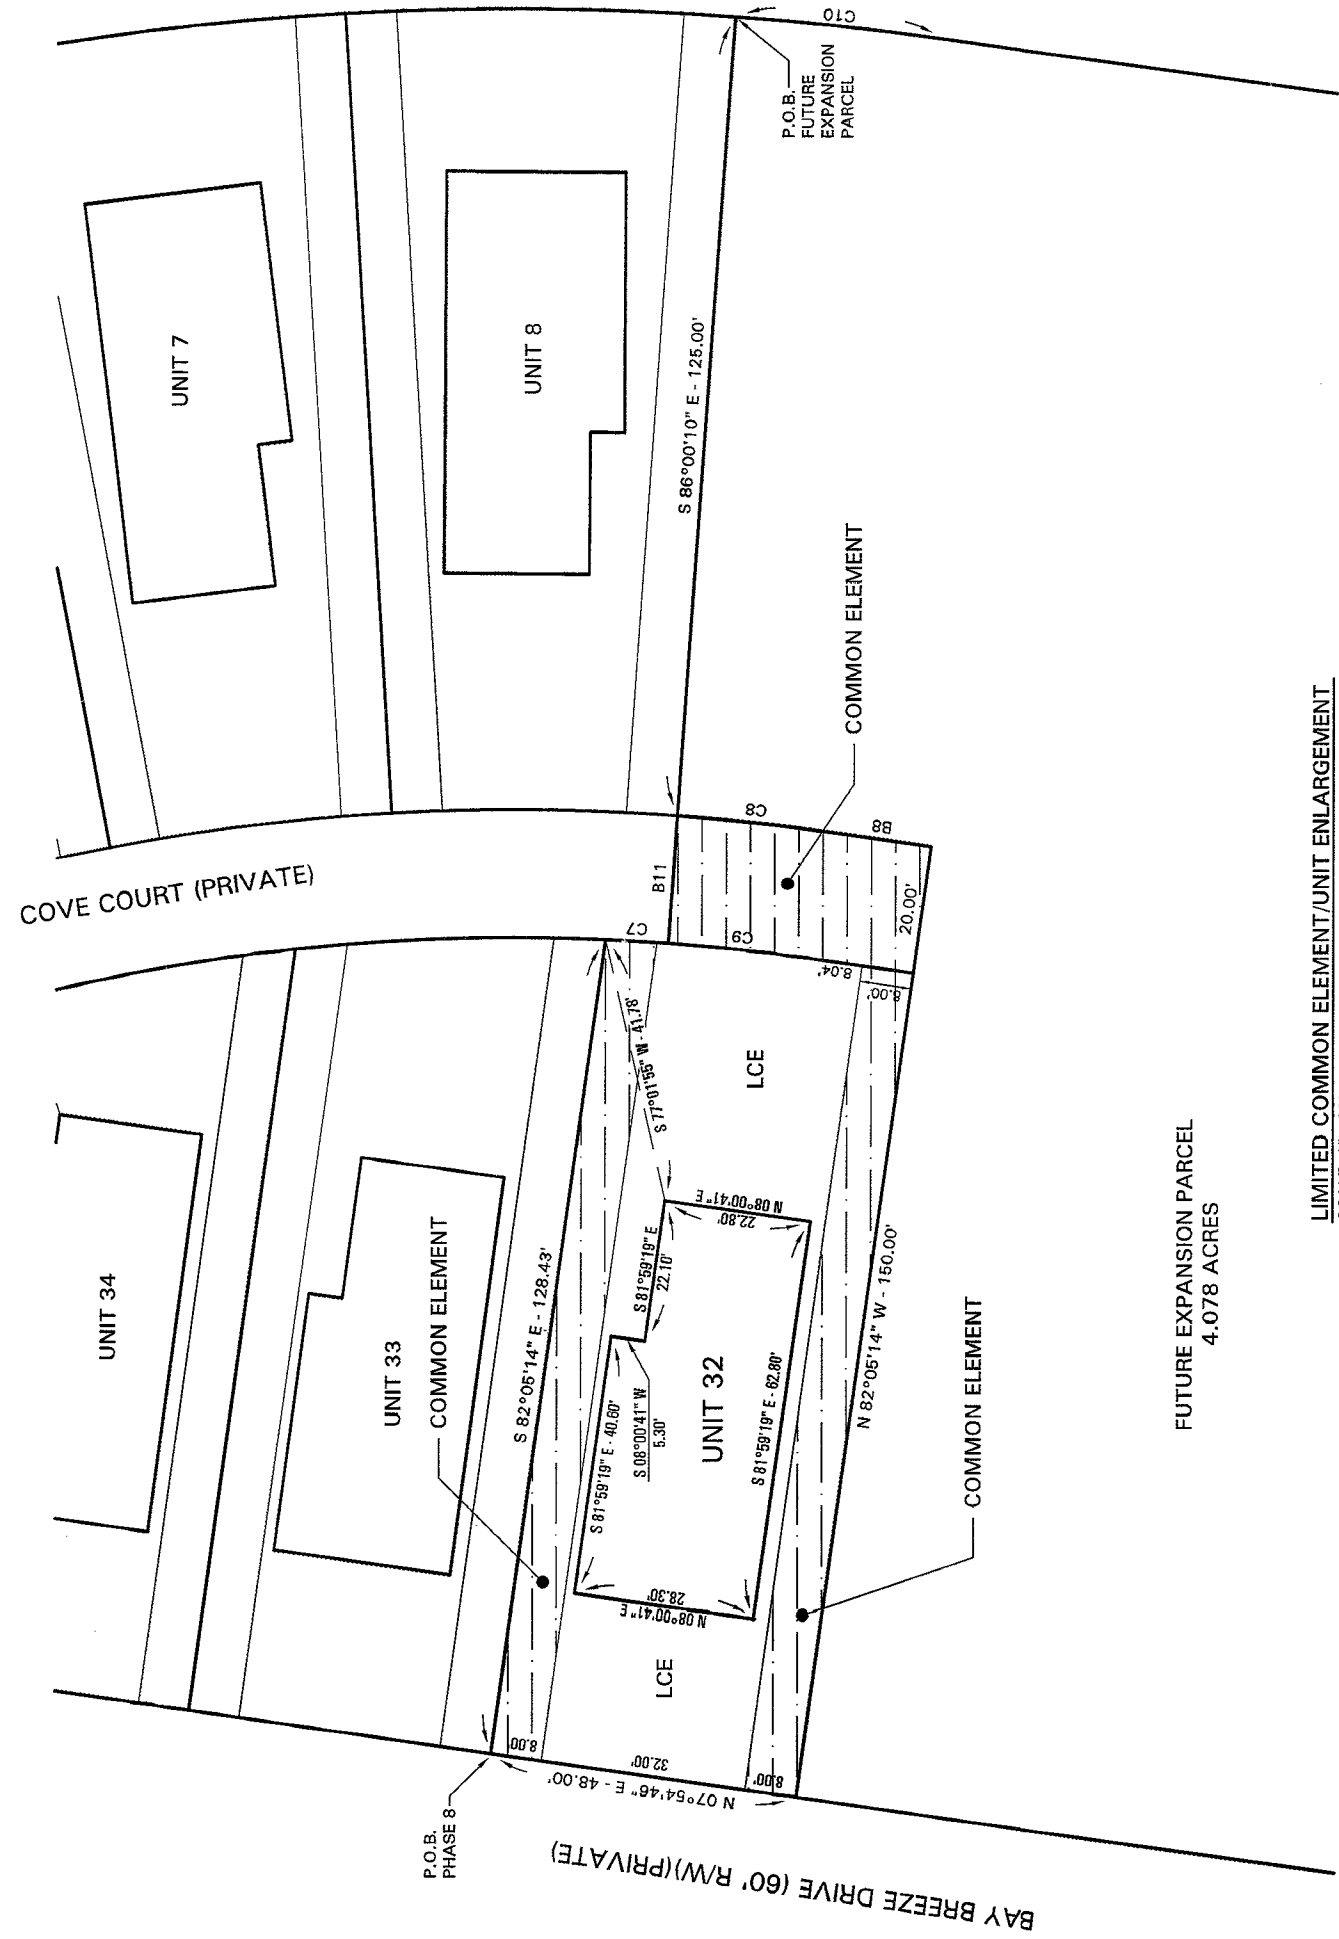 C10
P.O.B.
FUTURE
EXPANSION
PARCEL
UNIT 7
UNIT 8
S 86°00'10" E - 125.00'
COVE COURT (PRIVATE)
B11
C8
B8
C7
C9
20.00'
8.04'
8.00'
COMMON ELEMENT
S 77°01'55" W - 41.78'
LCE
UNIT 34
UNIT 33
COMMON ELEMENT
S 82°05'14" E - 128.43'
N 08°00'41" E
22.80'
S 81°59'19" E
22.10'
S 08°00'41" W
5.30'
S 81°59'19" E - 40.60'
UNIT 32
S 81°59'19" E - 62.80'
N 82°05'14" W - 150.00'
28.30'
N 08°00'41" E
LCE
COMMON ELEMENT
8.00'
32.00'
8.00'
N 07°54'46" E - 48.00'
P.O.B.
PHASE 8
BAY BREEZE DRIVE (60' R/W)(PRIVATE)
FUTURE EXPANSION PARCEL
4.078 ACRES
LIMITED COMMON ELEMENT/UNIT ENLARGEMENT